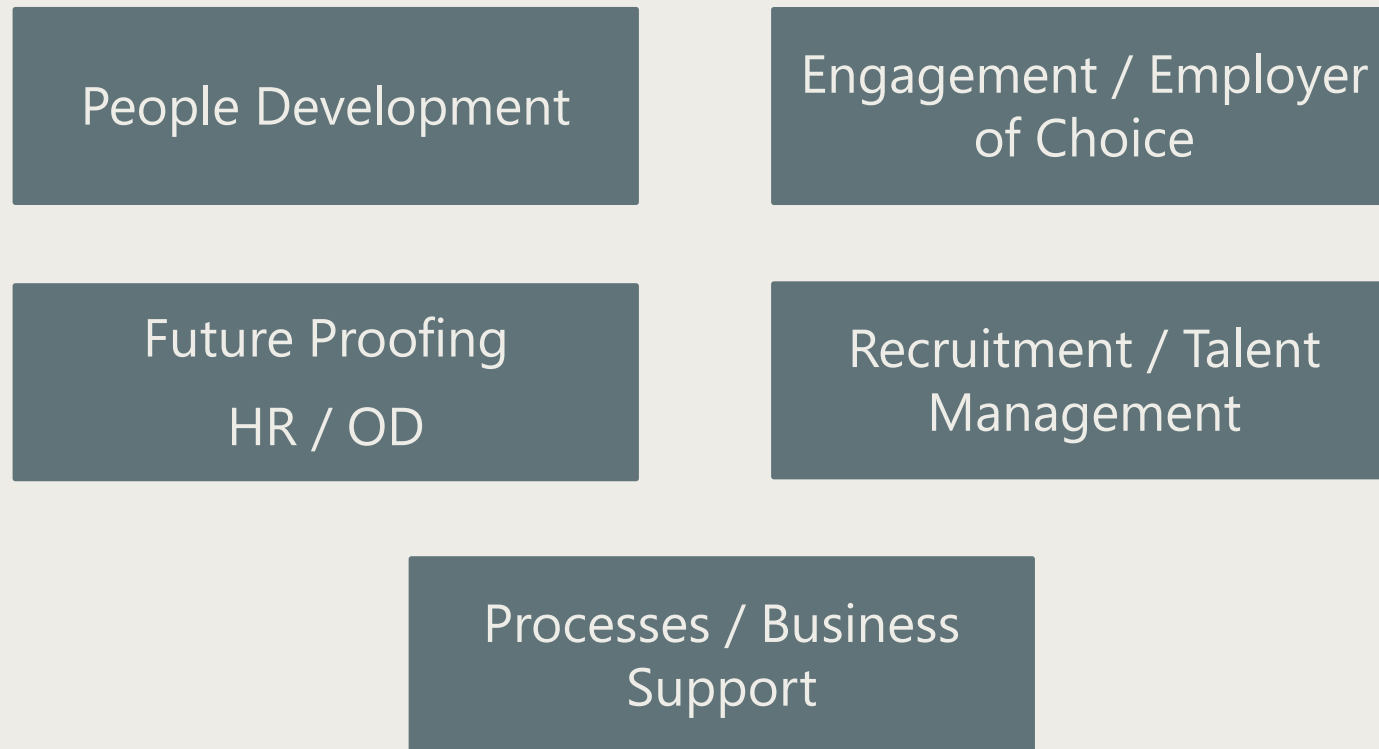 People Development
Engagement / Employer
of Choice
Future Proofing
HR / OD
Recruitment / Talent
Management
Processes / Business
Support